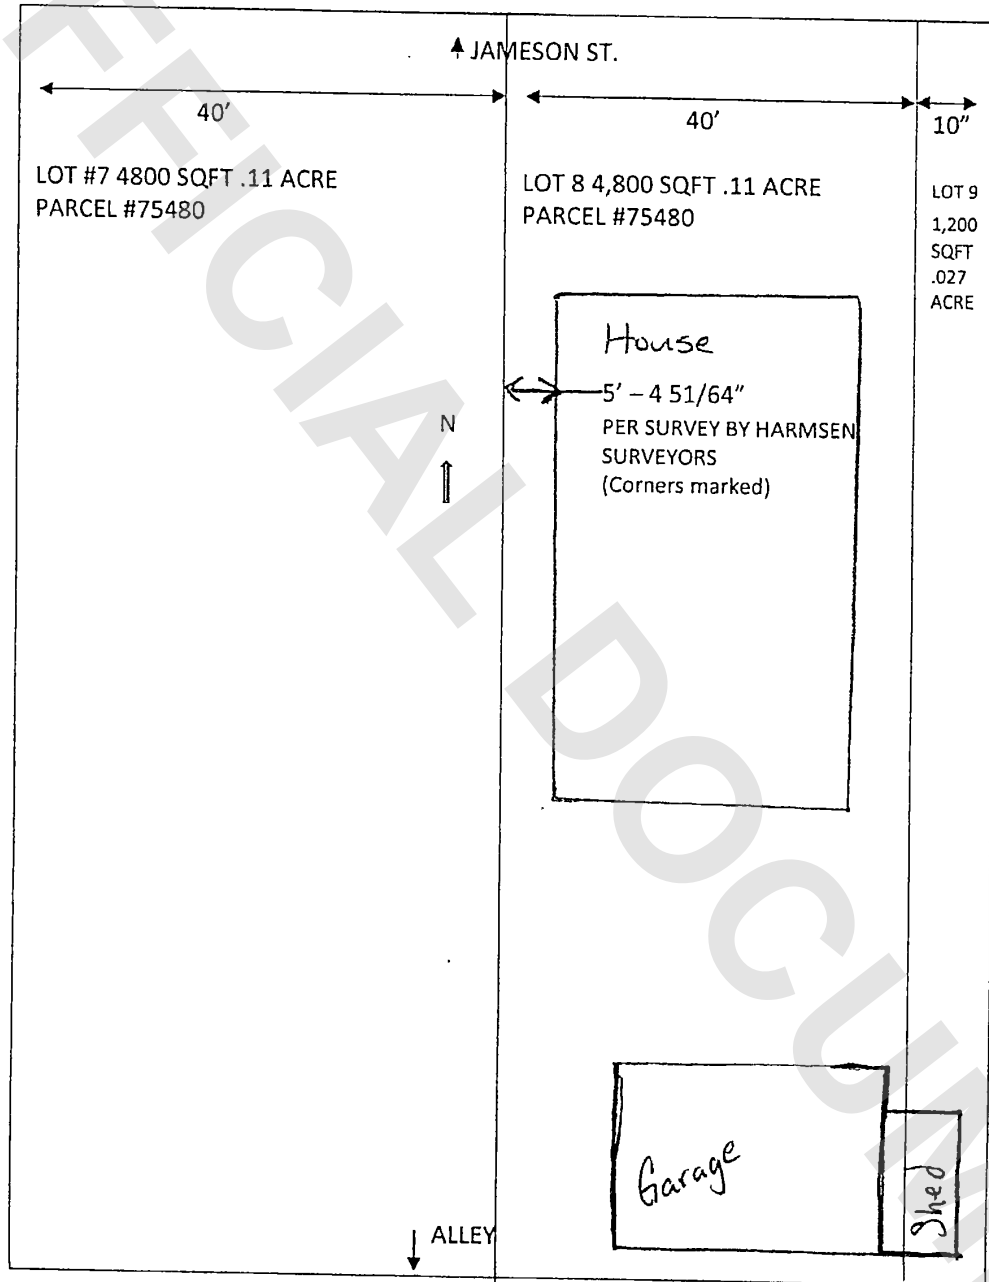 JAMESON ST.
40'
40'
10"
LOT #7 4800 SQFT .11 ACRE
PARCEL #75480
LOT 8 4,800 SQFT .11 ACRE
PARCEL #75480
LOT 9
1,200
SQFT
.027
ACRE
House
5' – 4 51/64"
PER SURVEY BY HARMSEN
SURVEYORS
(Corners marked)
N
Garage
Shed
ALLEY
FFICIAL DOCUM